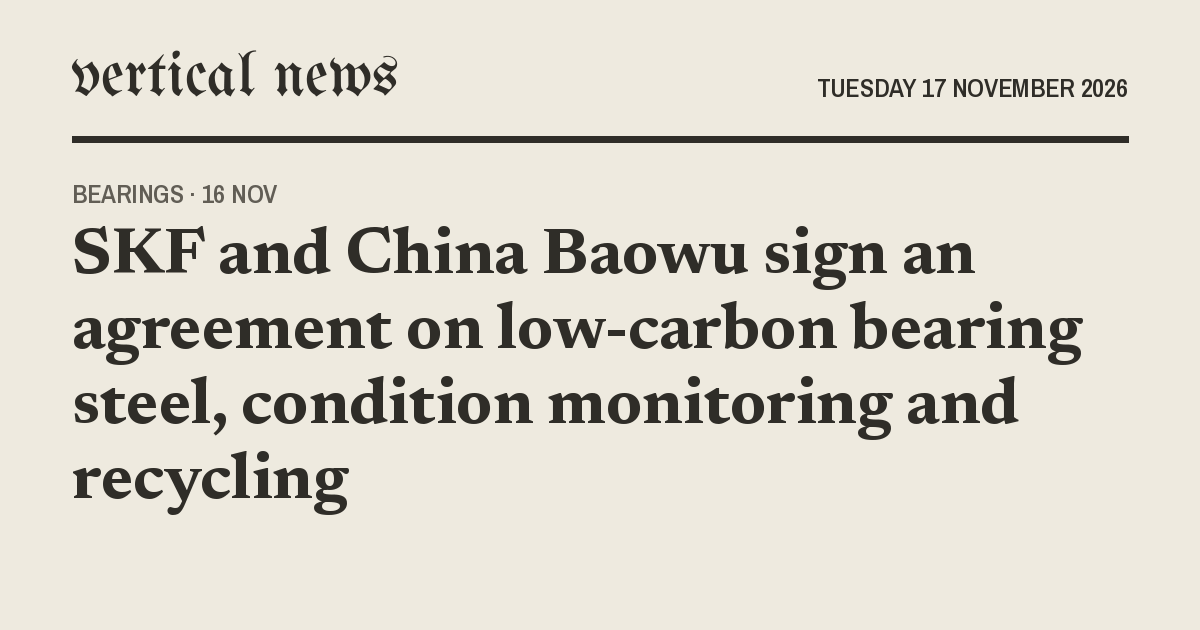 vertical news
TUESDAY 17 NOVEMBER 2026
BEARINGS · 16 NOV
SKF and China Baowu sign an
agreement on low-carbon bearing
steel, condition monitoring and
recycling